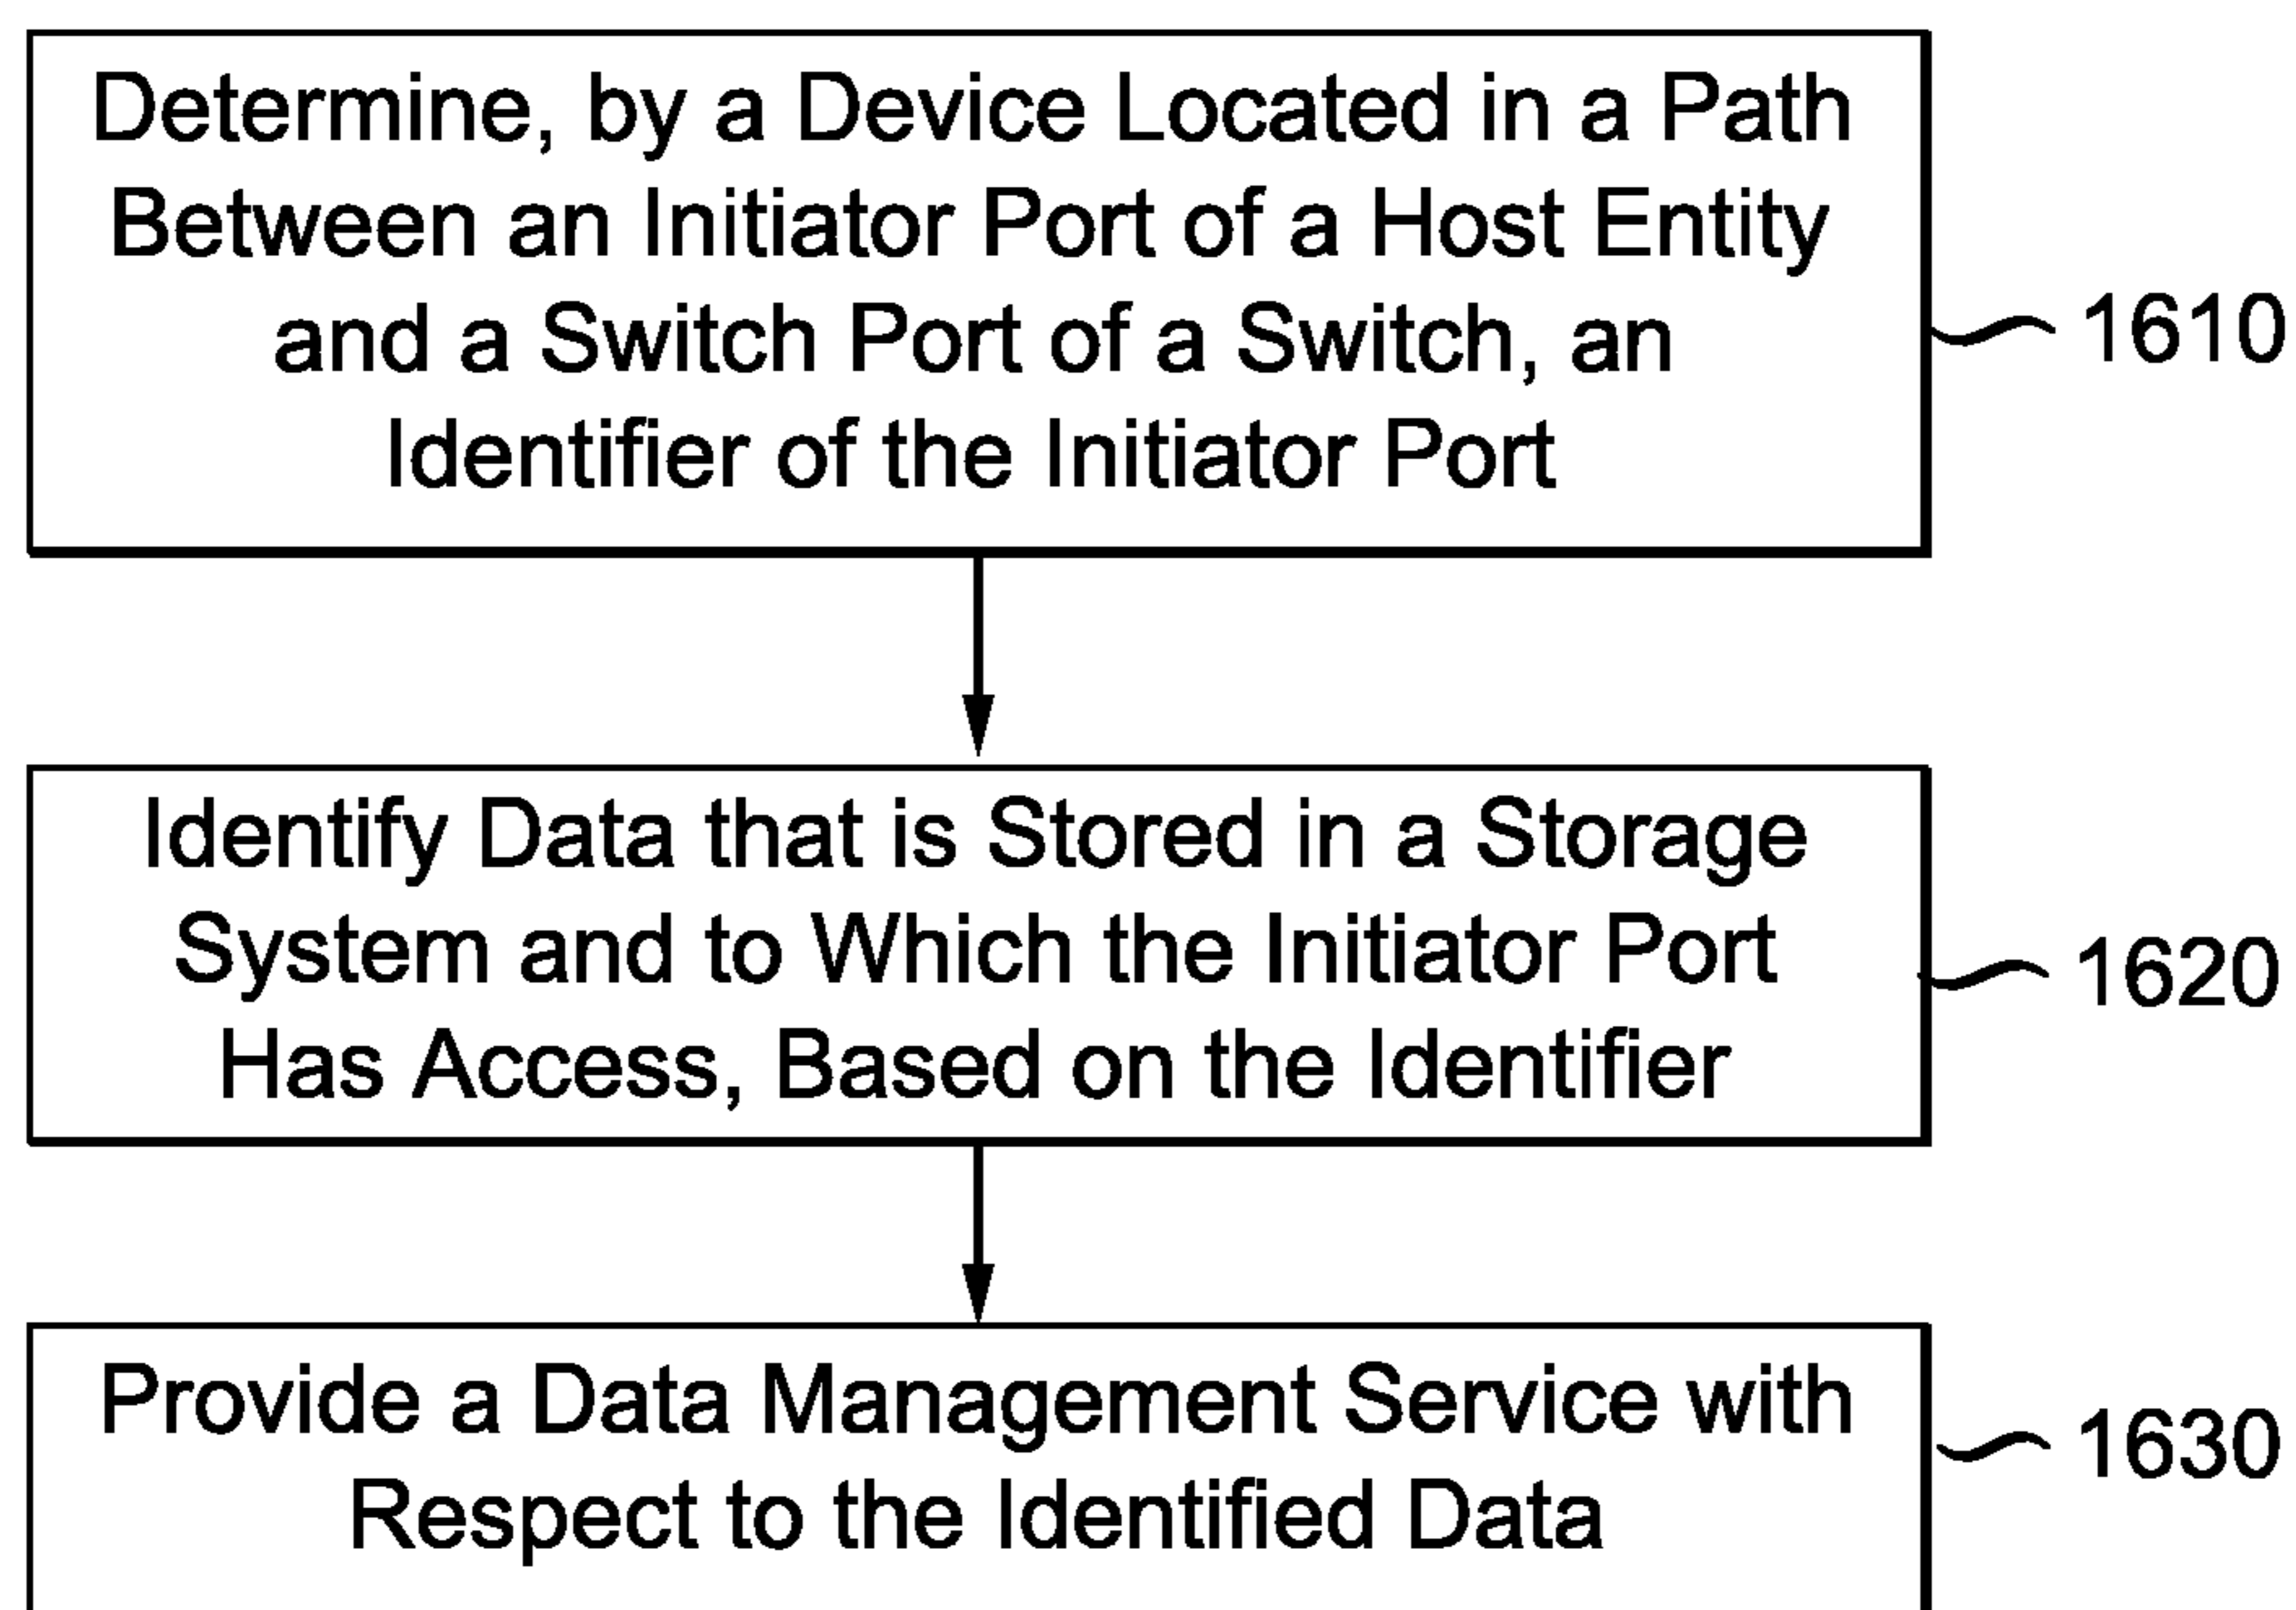 Determine, by a Device Located in a Path
Between an Initiator Port of a Host Entity
and a Switch Port of a Switch, an
Identifier of the Initiator Port
1610
Identify Data that is Stored in a Storage
System and to Which the Initiator Port
Has Access, Based on the Identifier
1620
Provide a Data Management Service with
Respect to the Identified Data
1630